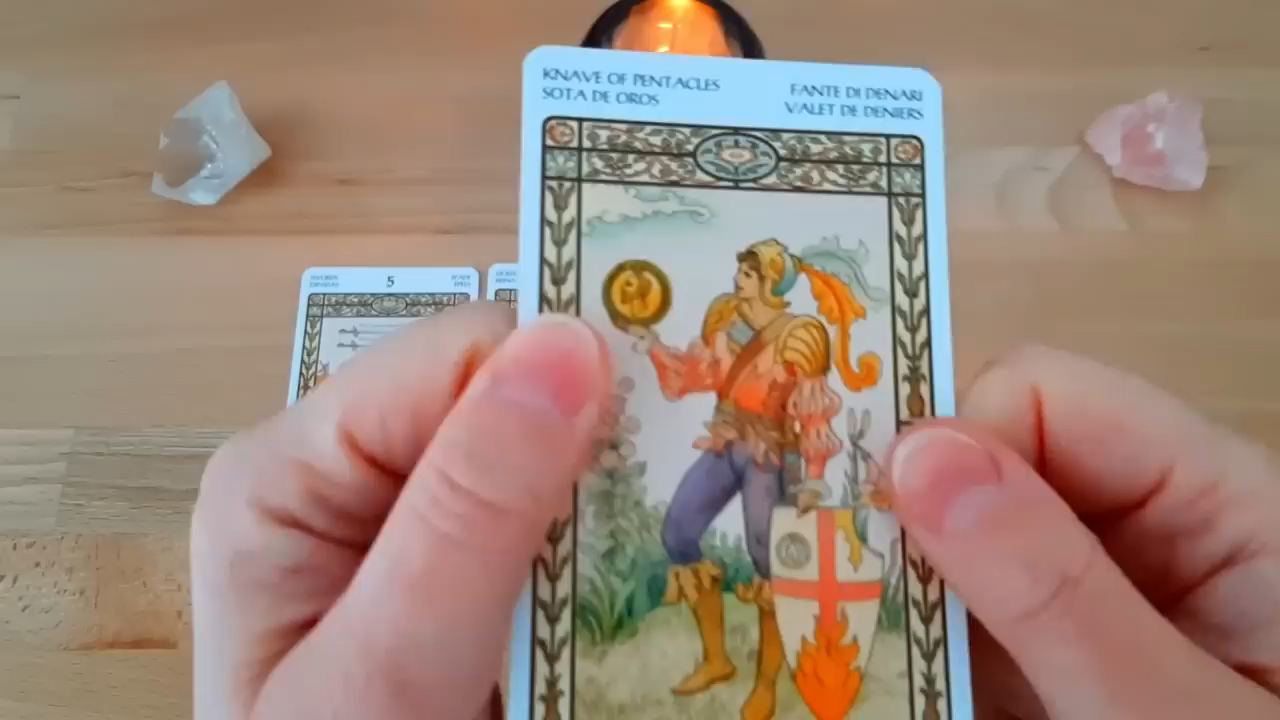 KNAVE OF PENTACLES
SOTA DE OROS
FANTE DI DENARI
VALET DE DENIERS
5